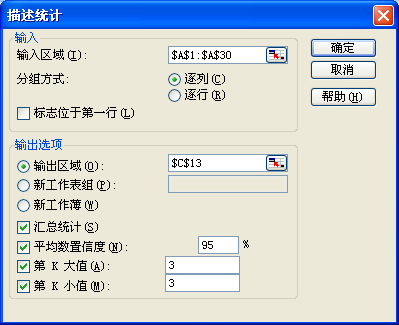 描述统计
输入
输入区域(I): $A$1:$A$30
分组方式: 逐列(C)
逐行(R)
标志位于第一行(L)
确定
取消
帮助(H)
输出选项
输出区域(O): $C$13
新工作表组(P):
新工作薄(W)
汇总统计(S)
平均数置信度(N): 95 %
第 K 大值(A): 3
第 K 小值(M): 3